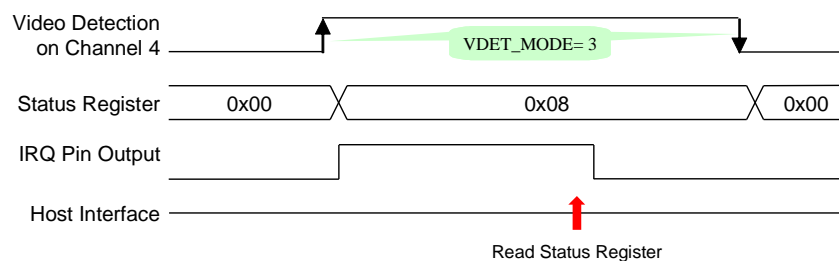 Video Detection
on Channel 4
VDET_MODE= 3
Status Register
0x00
0x08
0x00
IRQ Pin Output
Host Interface
Read Status Register